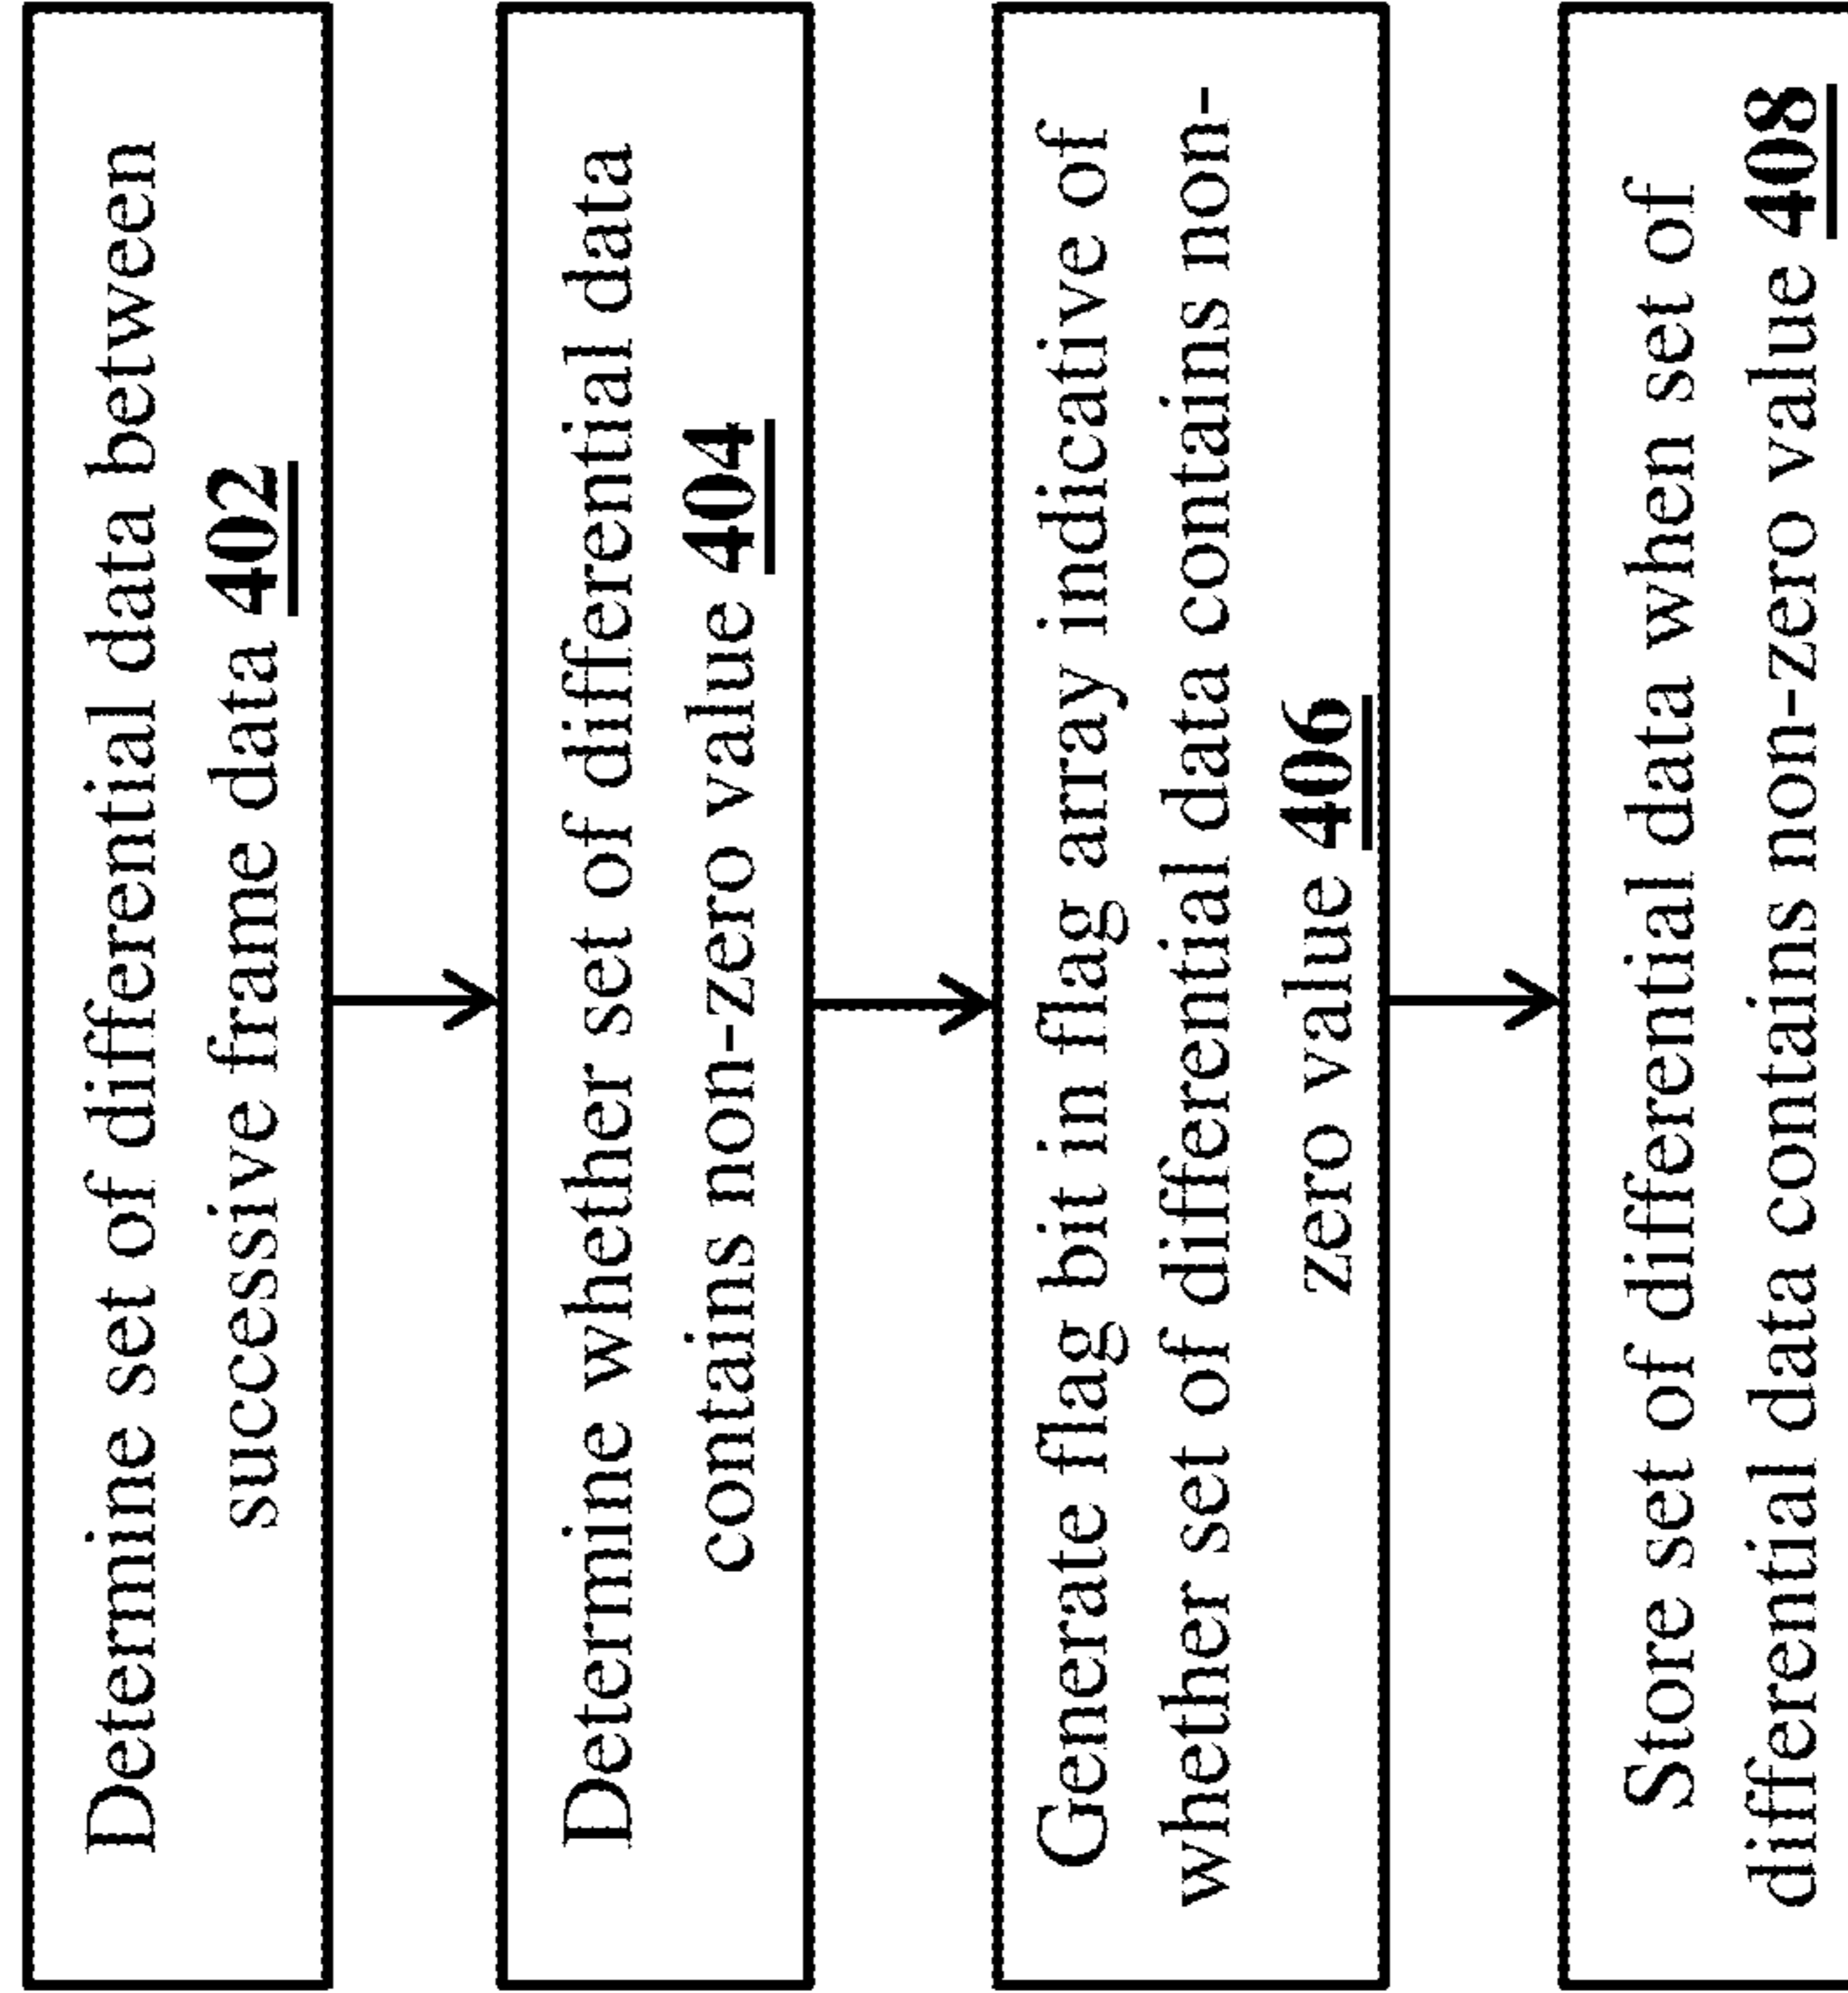 Determine set of differential data between
successive frame data 402
Determine whether set of differential data
contains non-zero value 404
Generate flag bit in flag array indicative of
whether set of differential data contains non-
zero value 406
Store set of differential data when set of
differential data contains non-zero value 408